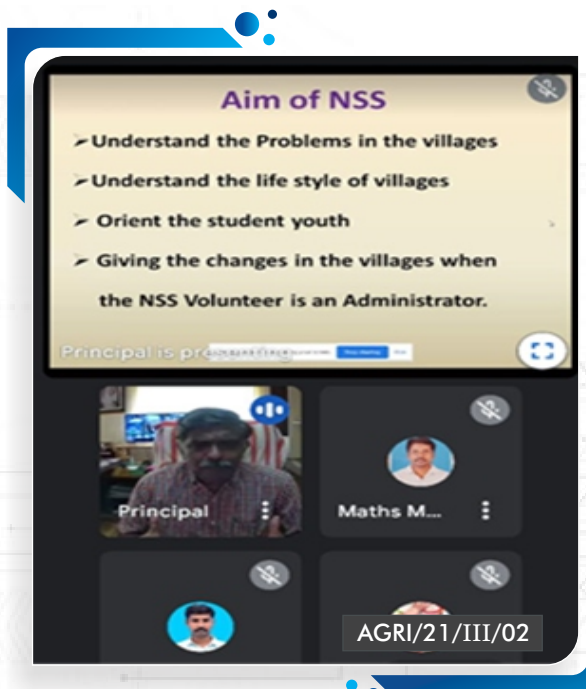 Aim of NSS
➢Understand the Problems in the villages
➢Understand the life style of villages
➢ Orient the student youth
➢ Giving the changes in the villages when
the NSS Volunteer is an Administrator.
Principal is presenting
Principal
Maths M...
AGRI/21/III/02